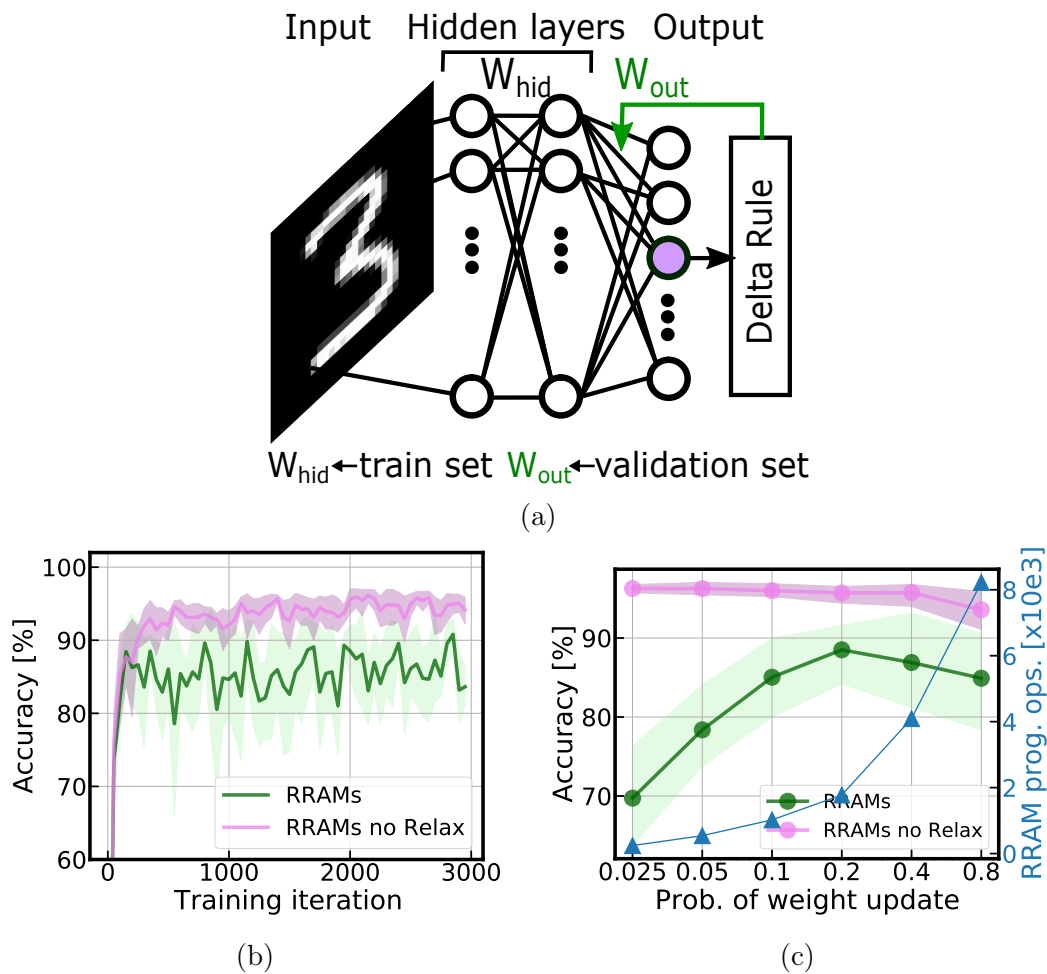 Input Hidden layers Output
W_hid W_out
Delta Rule
W_hid←train set W_out←validation set
(a)
Accuracy [%]
100
90
80
70
60
RRAMs
RRAMs no Relax
0 1000 2000 3000
Training iteration
(b)
Accuracy [%]
90
80
70
RRAMs
RRAMs no Relax
8
6
4
2
0
RRAM prog. ops. [x10e3]
0.025 0.05 0.1 0.2 0.4 0.8
Prob. of weight update
(c)